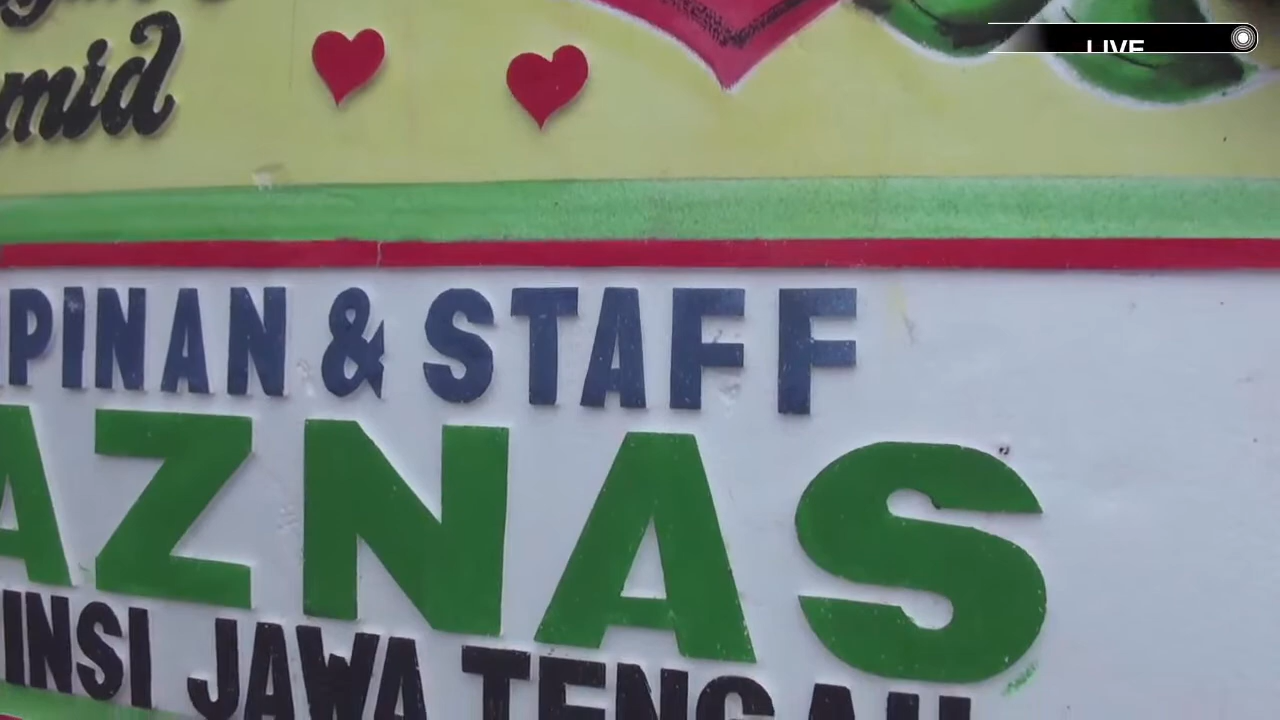 mid
LIVE
PINAN & STAFF
AZNAS
INSI JAWA TENGAH